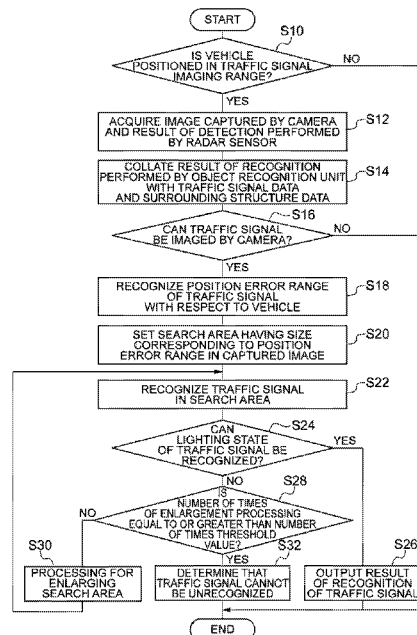 START
S10
IS VEHICLE
POSITIONED IN TRAFFIC SIGNAL
IMAGING RANGE?
NO
YES
ACQUIRE IMAGE CAPTURED BY CAMERA
AND RESULT OF DETECTION PERFORMED
BY RADAR SENSOR
S12
COLLATE RESULT OF RECOGNITION
PERFORMED BY OBJECT RECOGNITION UNIT
WITH TRAFFIC SIGNAL DATA
AND SURROUNDING STRUCTURE DATA
S14
S16
CAN TRAFFIC SIGNAL
BE IMAGED BY CAMERA?
NO
YES
RECOGNIZE POSITION ERROR RANGE
OF TRAFFIC SIGNAL
WITH RESPECT TO VEHICLE
S18
SET SEARCH AREA HAVING SIZE
CORRESPONDING TO POSITION
ERROR RANGE IN CAPTURED IMAGE
S20
RECOGNIZE TRAFFIC SIGNAL
IN SEARCH AREA
S22
S24
CAN
LIGHTING STATE
OF TRAFFIC SIGNAL BE
RECOGNIZED?
YES
NO
S28
IS
NUMBER OF TIMES
OF ENLARGEMENT PROCESSING
EQUAL TO OR GREATER THAN NUMBER
OF TIMES THRESHOLD
VALUE?
NO
YES
S30
PROCESSING FOR
ENLARGING
SEARCH AREA
S32
DETERMINE THAT
TRAFFIC SIGNAL CANNOT
BE UNRECOGNIZED
S26
OUTPUT RESULT
OF RECOGNITION
OF TRAFFIC SIGNAL
END